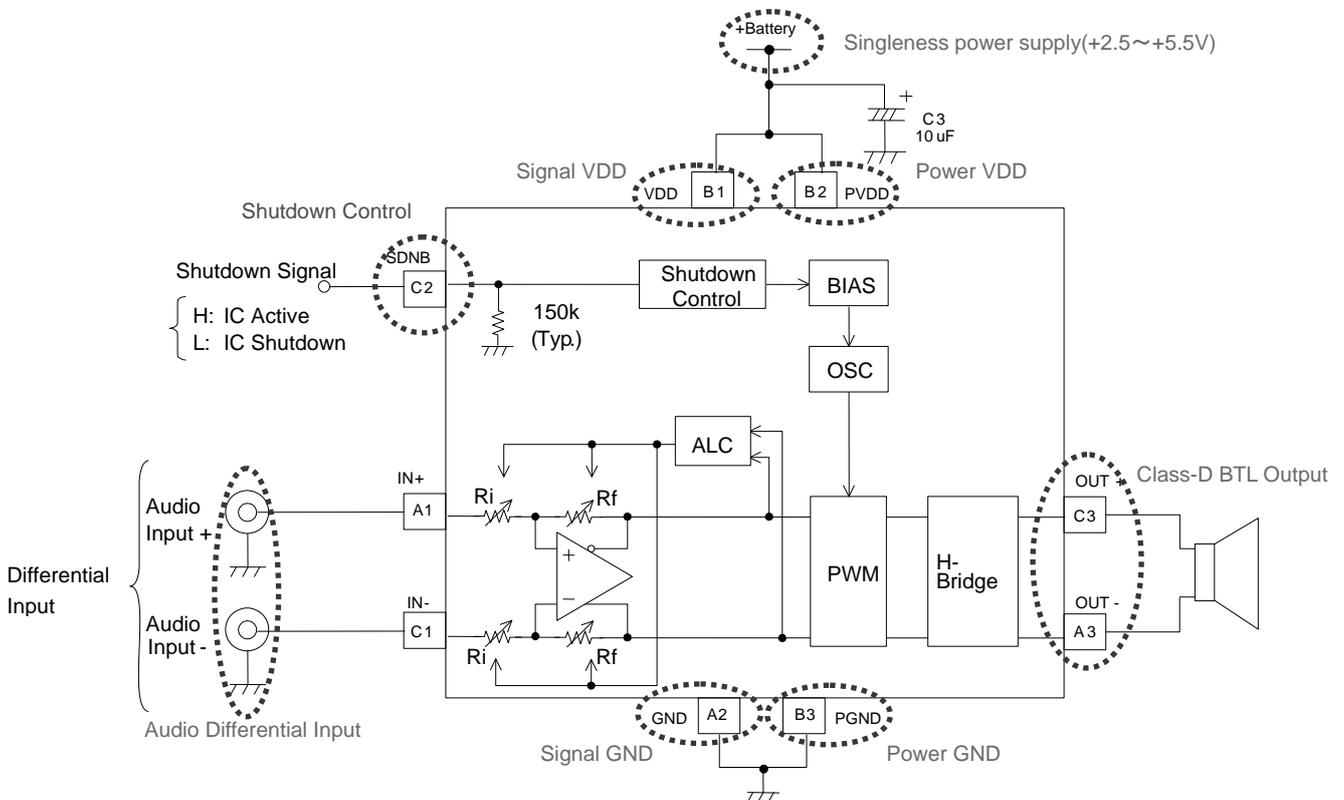 +Battery
Singleness power supply(+2.5～+5.5V)
+
C3
10uF
Signal VDD
Power VDD
VDD
B1
B2
PVDD
Shutdown Control
SDNB
C2
Shutdown Signal
H: IC Active
L: IC Shutdown
150k
(Typ.)
Shutdown
Control
BIAS
OSC
ALC
Differential
Input
Audio
Input +
IN+
A1
Ri
Rf
+
−
Audio
Input -
IN-
C1
Ri
Rf
PWM
H-
Bridge
OUT +
C3
Class-D BTL Output
OUT -
A3
Audio Differential Input
GND
A2
B3
PGND
Signal GND
Power GND